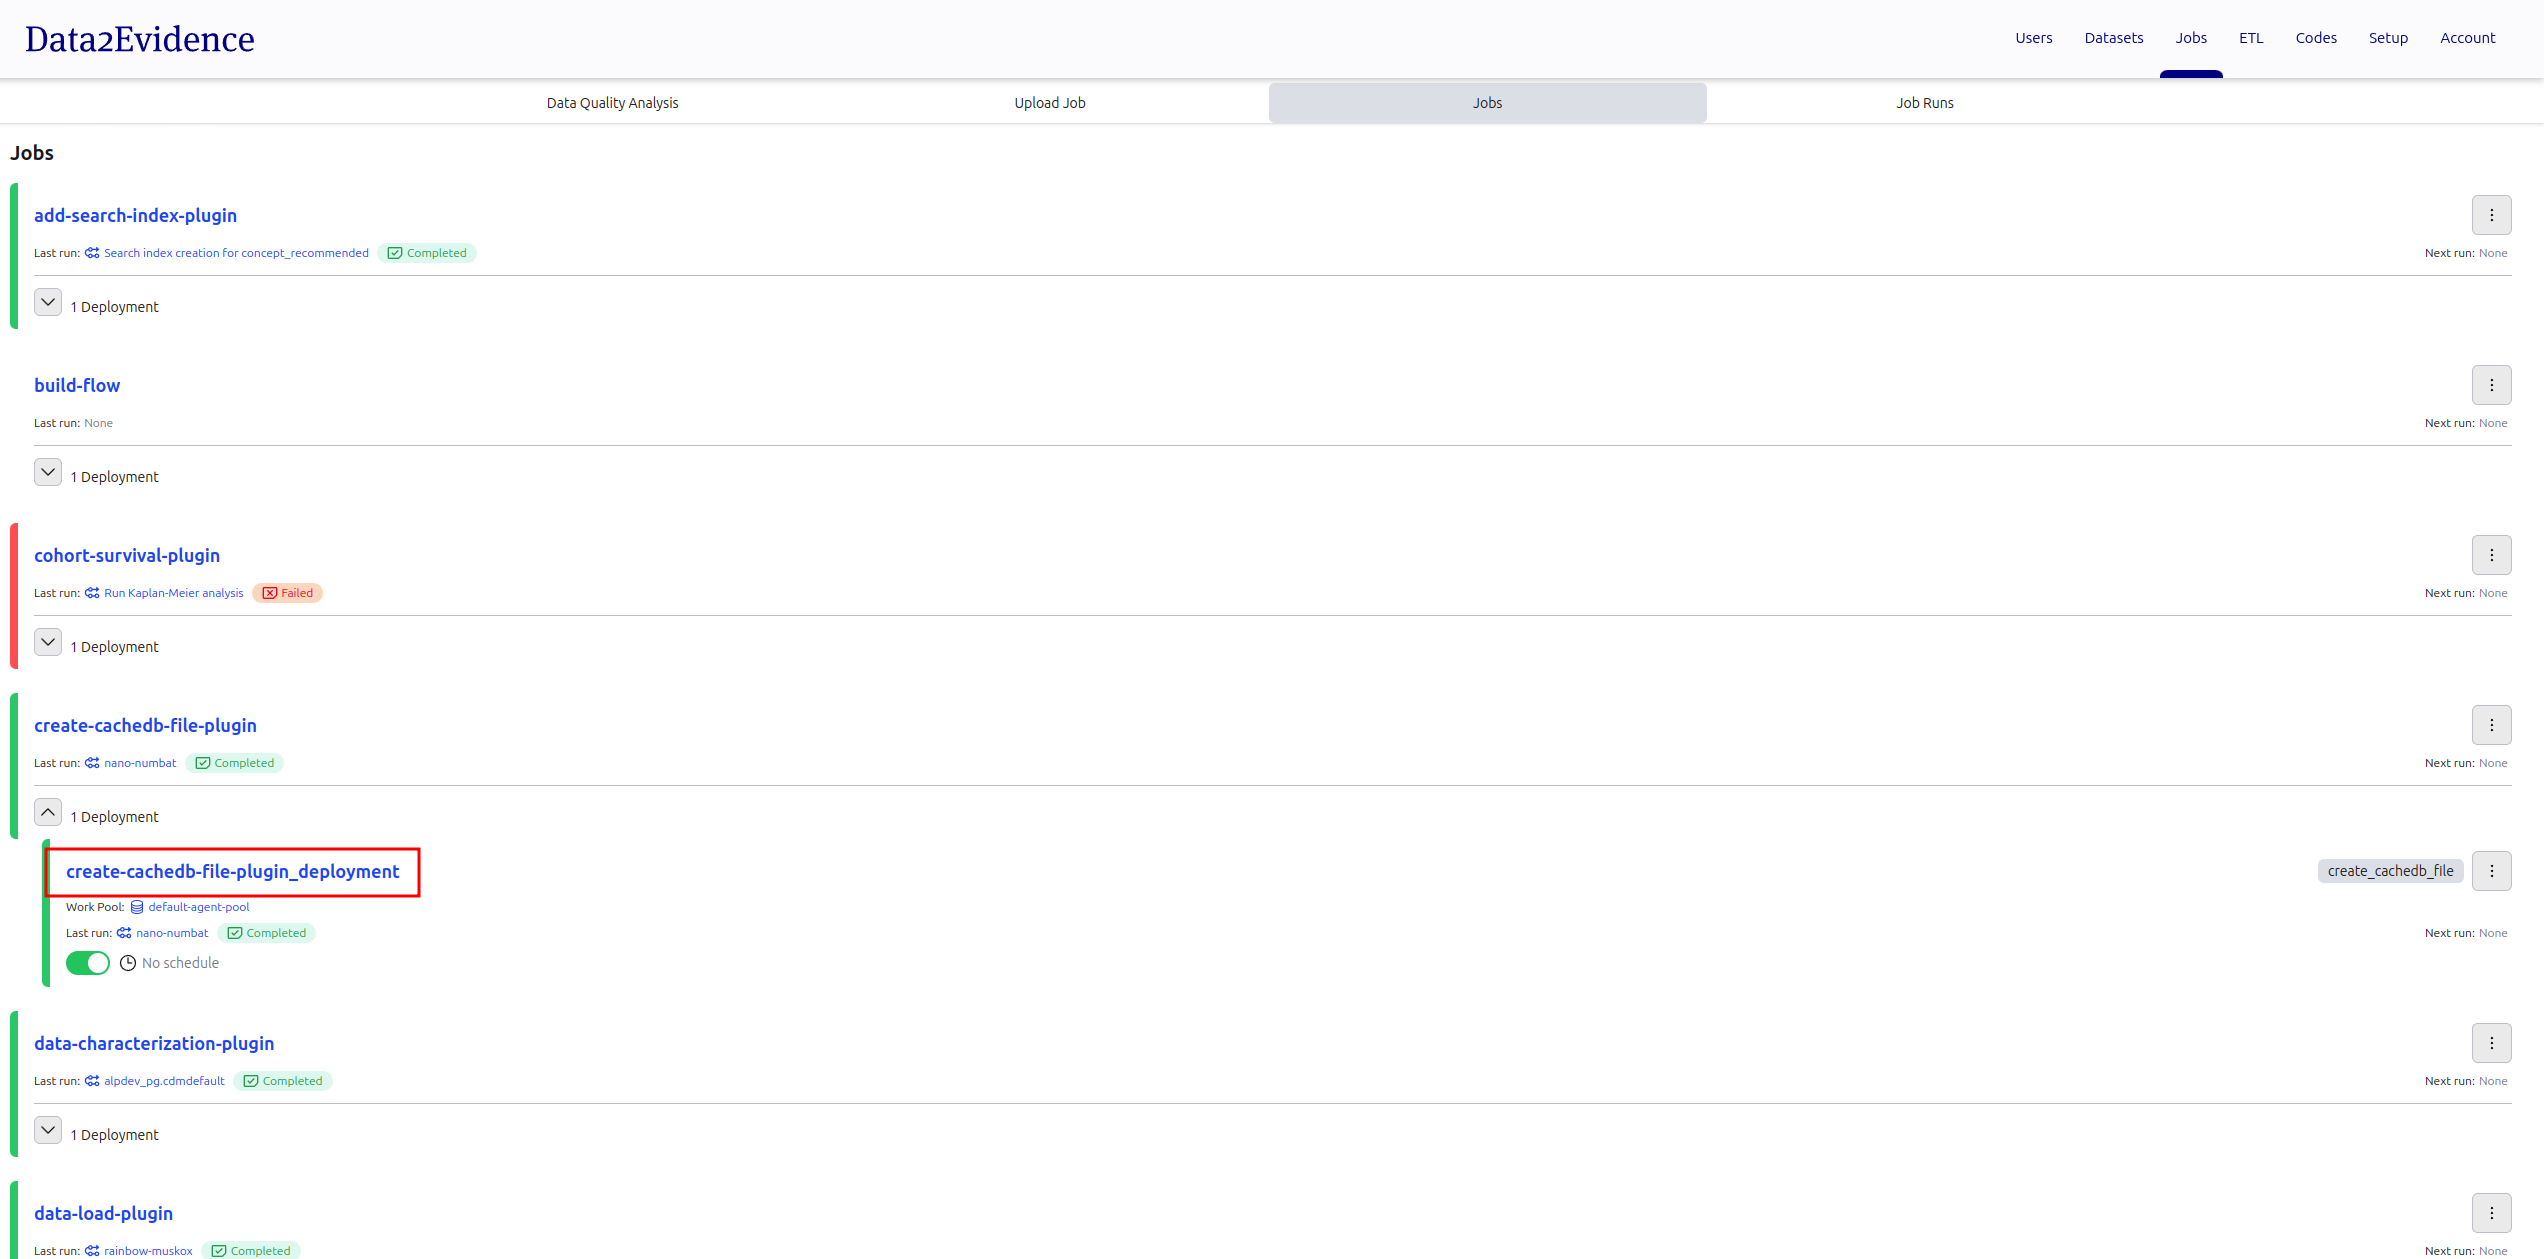 Data2Evidence
Users Datasets Jobs ETL Codes Setup Account
Data Quality Analysis Upload Job Jobs Job Runs
Jobs
add-search-index-plugin
Last run: Search index creation for concept_recommended Completed Next run: None
1 Deployment
build-flow
Last run: None Next run: None
1 Deployment
cohort-survival-plugin
Last run: Run Kaplan-Meier analysis Failed Next run: None
1 Deployment
create-cachedb-file-plugin
Last run: nano-numbat Completed Next run: None
1 Deployment
create-cachedb-file-plugin_deployment create_cachedb_file
Work Pool: default-agent-pool
Last run: nano-numbat Completed Next run: None
No schedule
data-characterization-plugin
Last run: alpdev_pg.cdmdefault Completed Next run: None
1 Deployment
data-load-plugin
Last run: rainbow-muskox Completed Next run: None